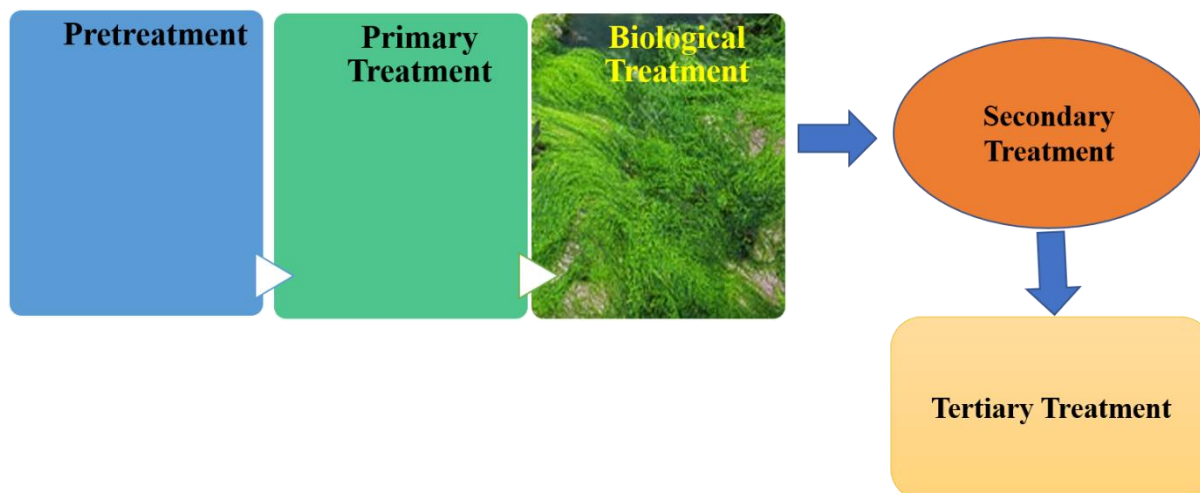 Pretreatment
Primary
Treatment
Biological
Treatment
Secondary
Treatment
Tertiary Treatment